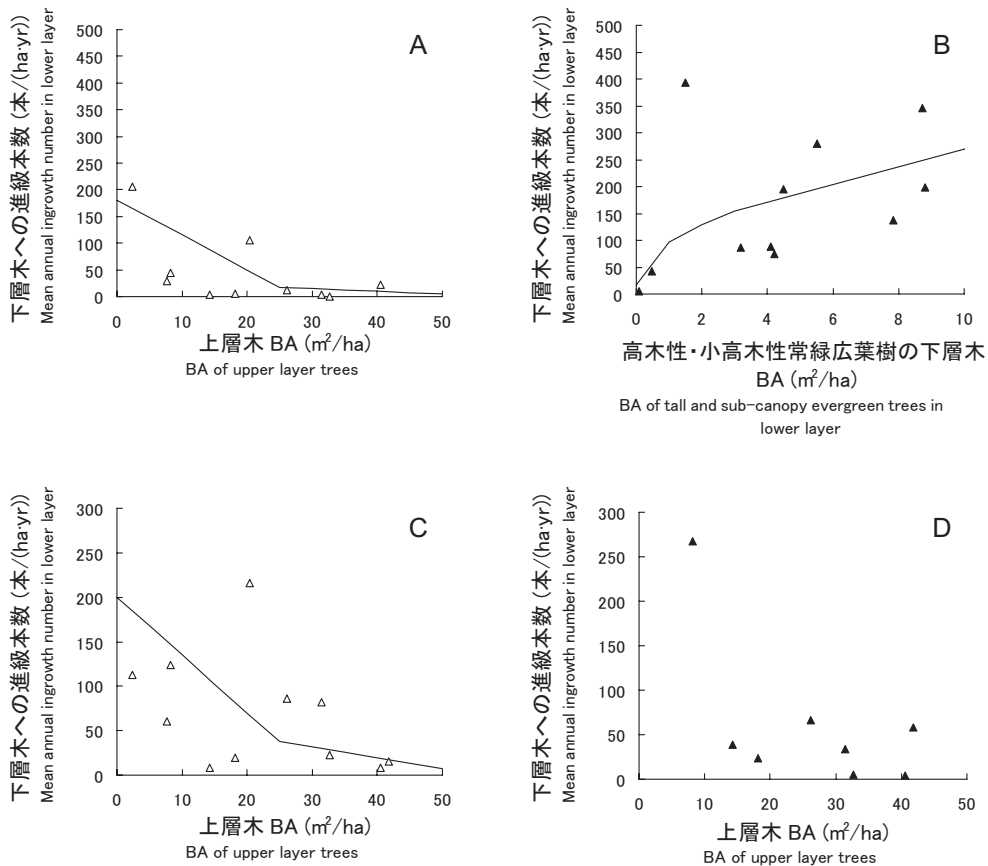 下層木への進級本数 (本/(ha·yr))
Mean annual ingrowth number in lower layer
A
500
450
400
350
300
250
200
150
100
50
0
0 10 20 30 40 50
上層木 BA (m²/ha)
BA of upper layer trees
下層木への進級本数 (本/(ha·yr))
Mean annual ingrowth number in lower layer
B
500
450
400
350
300
250
200
150
100
50
0
0 2 4 6 8 10
高木性・小高木性常緑広葉樹の下層木
BA (m²/ha)
BA of tall and sub-canopy evergreen trees in
lower layer
下層木への進級本数 (本/(ha·yr))
Mean annual ingrowth number in lower layer
C
300
250
200
150
100
50
0
0 10 20 30 40 50
上層木 BA (m²/ha)
BA of upper layer trees
下層木への進級本数 (本/(ha·yr))
Mean annual ingrowth number in lower layer
D
300
250
200
150
100
50
0
0 10 20 30 40 50
上層木 BA (m²/ha)
BA of upper layer trees